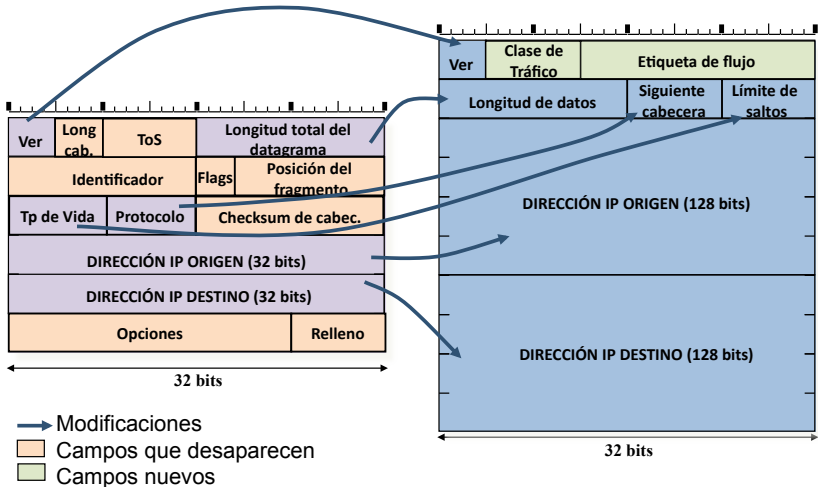 Ver
Long
cab.
ToS
Longitud total del
datagrama
Identificador
Flags
Posición del
fragmento
Tp de Vida
Protocolo
Checksum de cabec.
DIRECCIÓN IP ORIGEN (32 bits)
DIRECCIÓN IP DESTINO (32 bits)
Opciones
Relleno
32 bits
Ver
Clase de
Tráfico
Etiqueta de flujo
Longitud de datos
Siguiente
cabecera
Límite de
saltos
DIRECCIÓN IP ORIGEN (128 bits)
DIRECCIÓN IP DESTINO (128 bits)
32 bits
Modificaciones
Campos que desaparecen
Campos nuevos